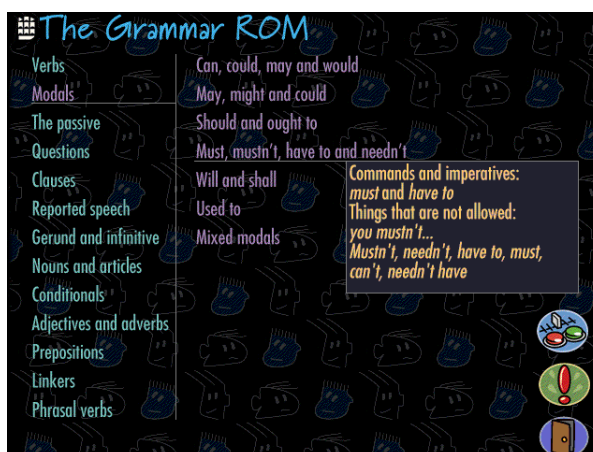 The Grammar ROM
Verbs
Modals
The passive
Questions
Clauses
Reported speech
Gerund and infinitive
Nouns and articles
Conditionals
Adjectives and adverbs
Prepositions
Linkers
Phrasal verbs
Can, could, may and would
May, might and could
Should and ought to
Must, mustn't, have to and needn't
Will and shall
Used to
Mixed modals
Commands and imperatives:
must and have to
Things that are not allowed:
you mustn't...
Mustn't, needn't, have to, must,
can't, needn't have